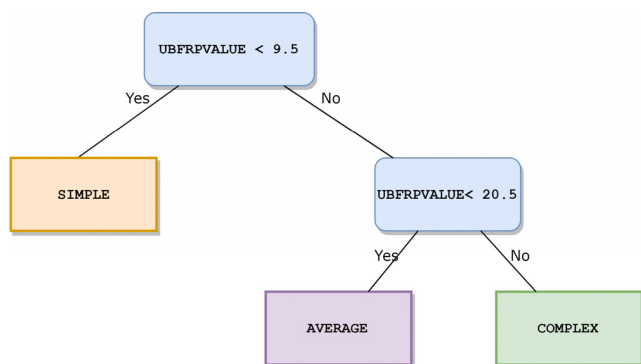 UBFRPVALUE < 9.5
Yes
No
SIMPLE
UBFRPVALUE< 20.5
Yes
No
AVERAGE
COMPLEX